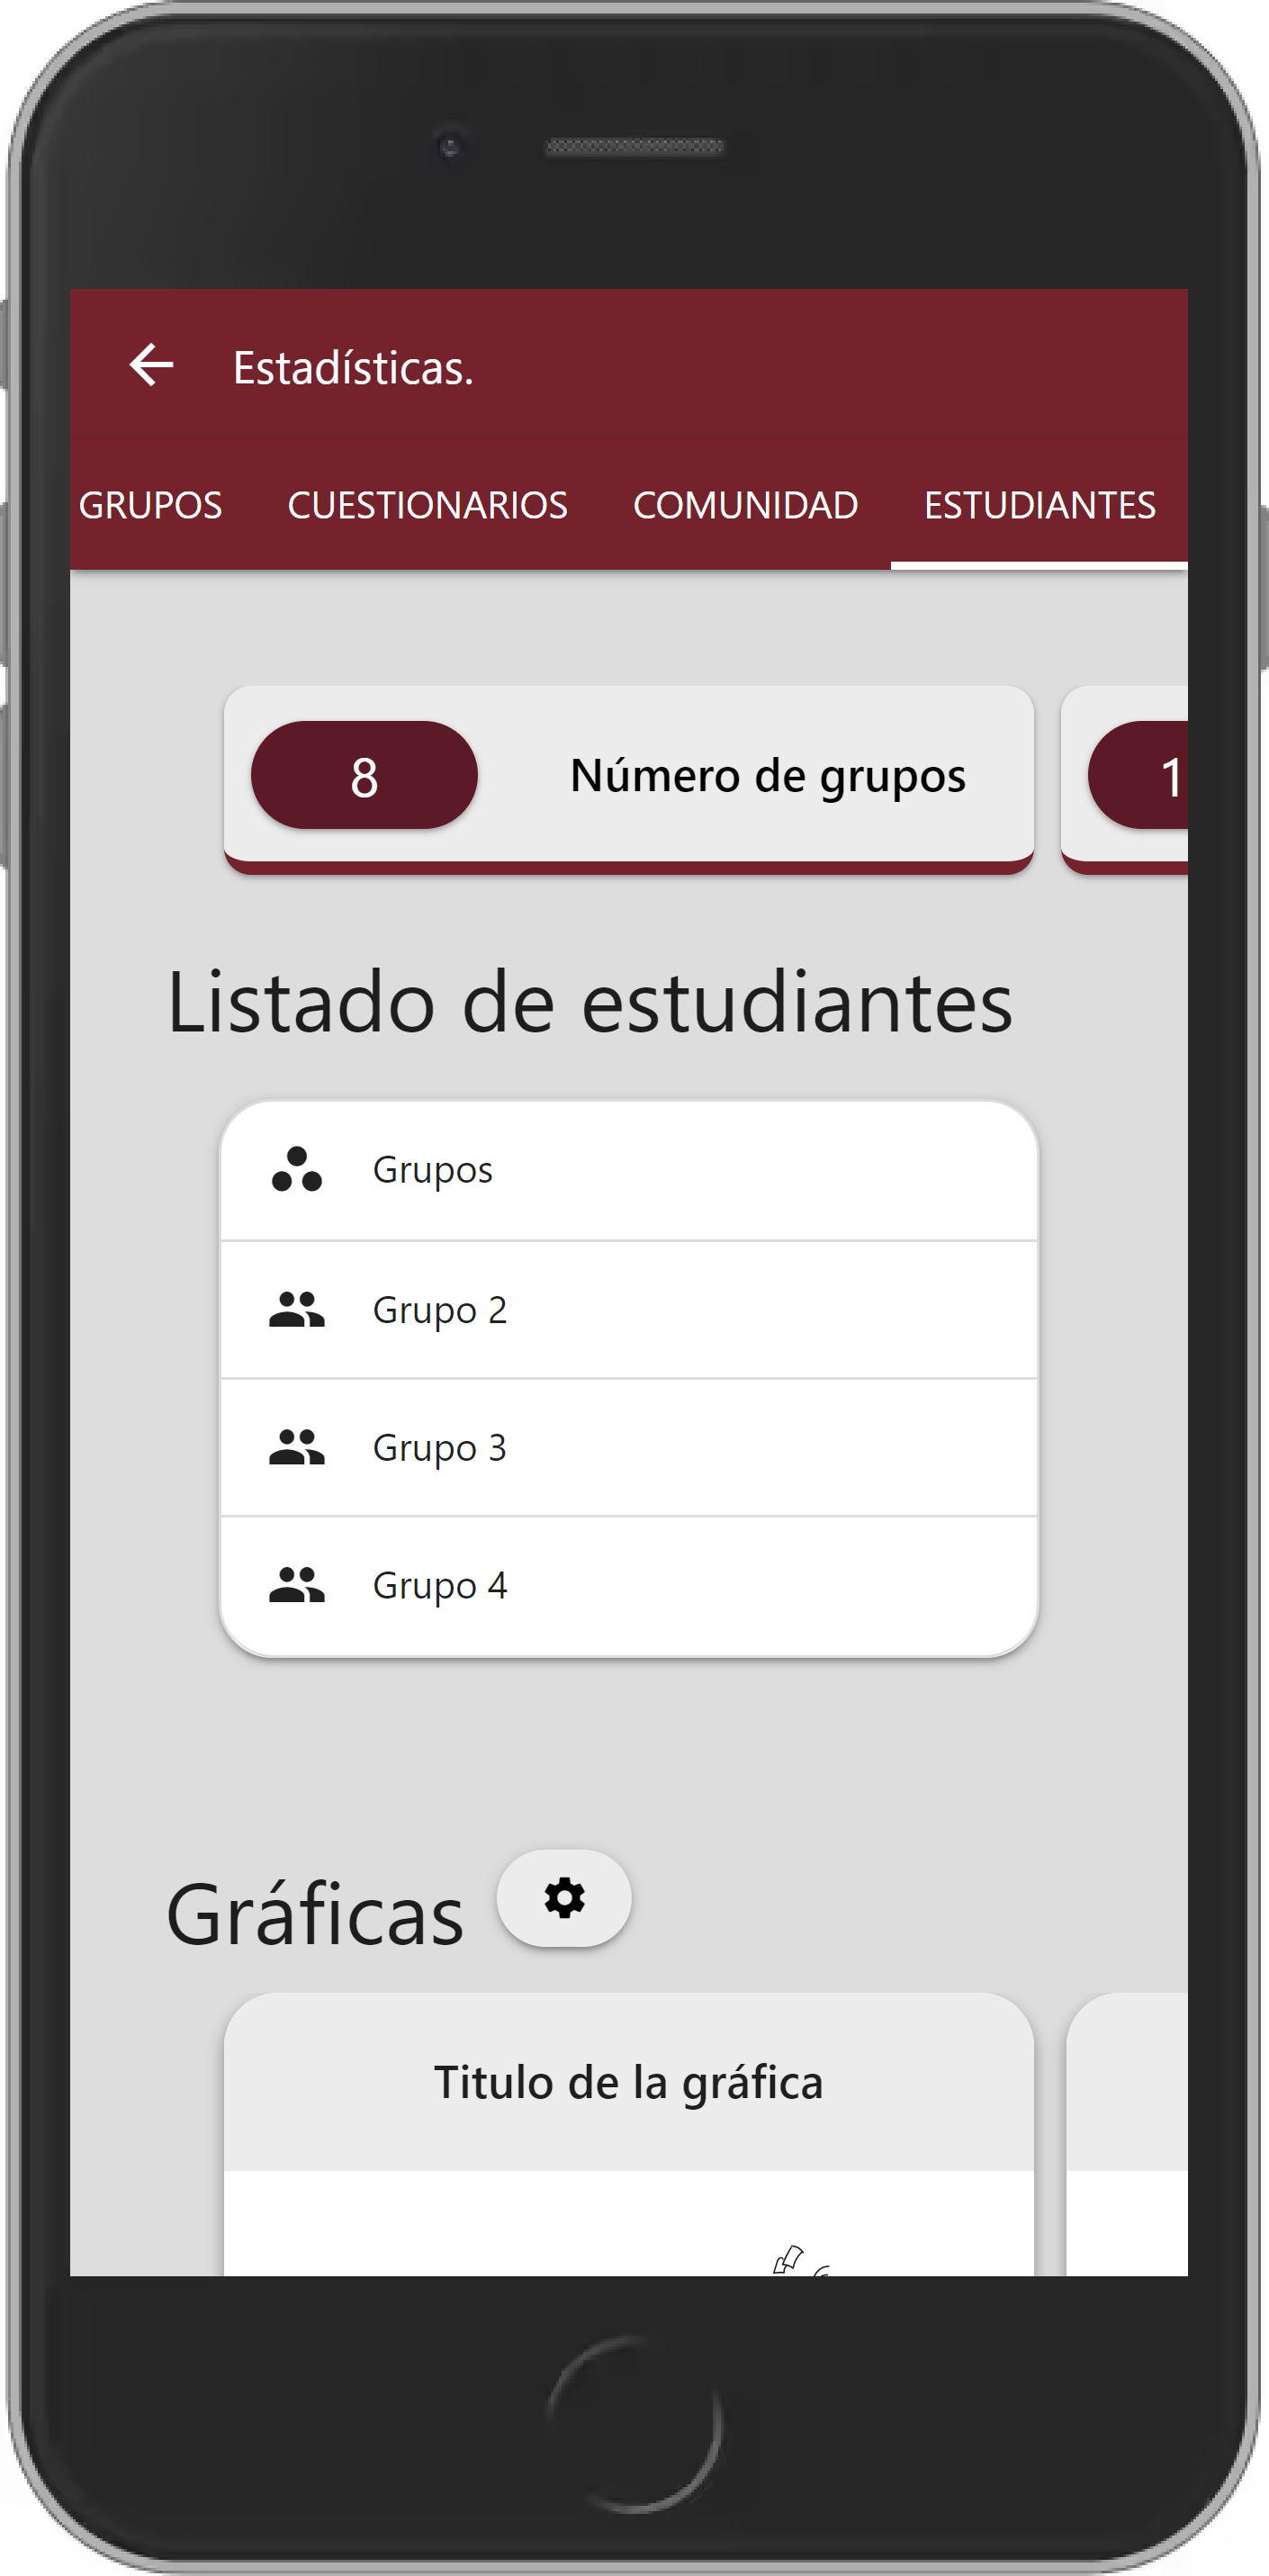 Estadísticas.
GRUPOS CUESTIONARIOS COMUNIDAD ESTUDIANTES
8 Número de grupos 1
Listado de estudiantes
Grupos
Grupo 2
Grupo 3
Grupo 4
Gráficas
Titulo de la gráfica